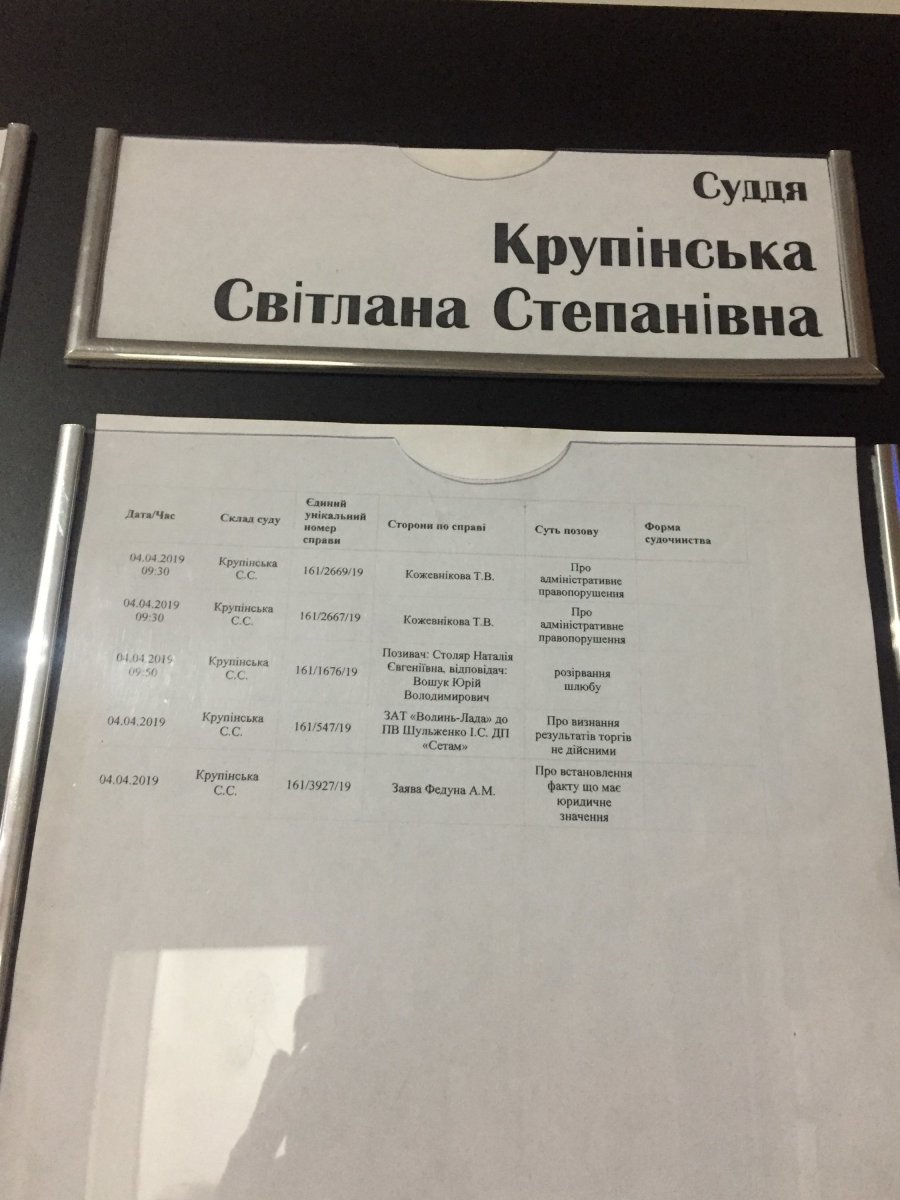 Суддя
Крупінська
Світлана Степанівна
Дата/Час
Склад суду
Єдиний
унікальний
номер
справи
Сторони по справі
Суть позову
Форма
судочинства
04.04.2019
09:30
Крупінська
С.С.
161/2669/19
Кожевнікова Т.В.
Про
адміністративне
правопорушення
04.04.2019
09:30
Крупінська
С.С.
161/2667/19
Кожевнікова Т.В.
Про
адміністративне
правопорушення
04.04.2019
09:50
Крупінська
С.С.
161/1676/19
Позивач: Столяр Наталія
Євгеніївна, відповідач:
Вошук Юрій
Володимирович
розірвання
шлюбу
04.04.2019
Крупінська
С.С.
161/547/19
ЗАТ «Волинь-Лада» до
ПВ Шульженко І.С. ДП
«Сетам»
Про визнання
результатів торгів
не дійсними
04.04.2019
Крупінська
С.С.
161/3927/19
Заява Федуна А.М.
Про встановлення
факту що має
юридичне
значення